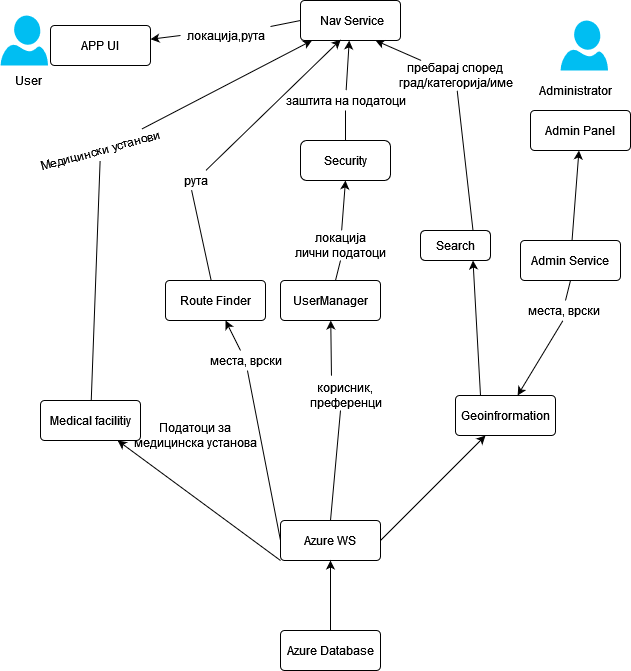 Nav Service
APP UI
локација,рута
User
пребарај според
град/категорија/име
Administrator
заштита на податоци
Admin Panel
Медицински установи
Security
рута
локација
лични податоци
Search
Admin Service
Route Finder
UserManager
места, врски
места, врски
корисник,
преференци
Medical facilitiy
Податоци за
медицинска установа
Geoinfrormation
Azure WS
Azure Database